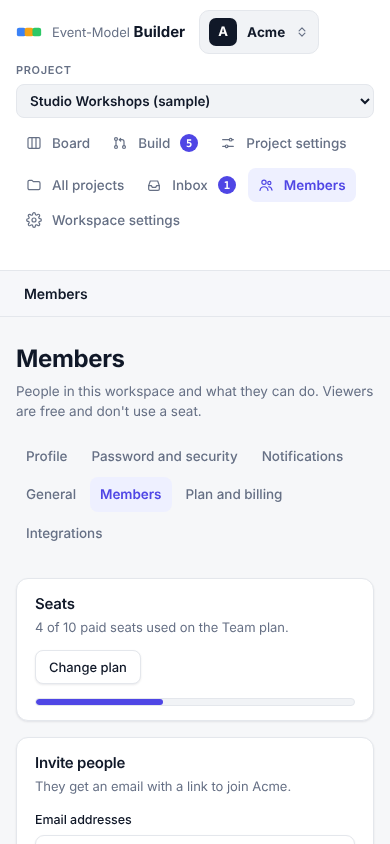 Event-Model Builder
A Acme
PROJECT
Studio Workshops (sample)
Board Build 5 Project settings
All projects Inbox 1 Members
Workspace settings
Members
Members
People in this workspace and what they can do. Viewers
are free and don't use a seat.
Profile Password and security Notifications
General Members Plan and billing
Integrations
Seats
4 of 10 paid seats used on the Team plan.
Change plan
Invite people
They get an email with a link to join Acme.
Email addresses